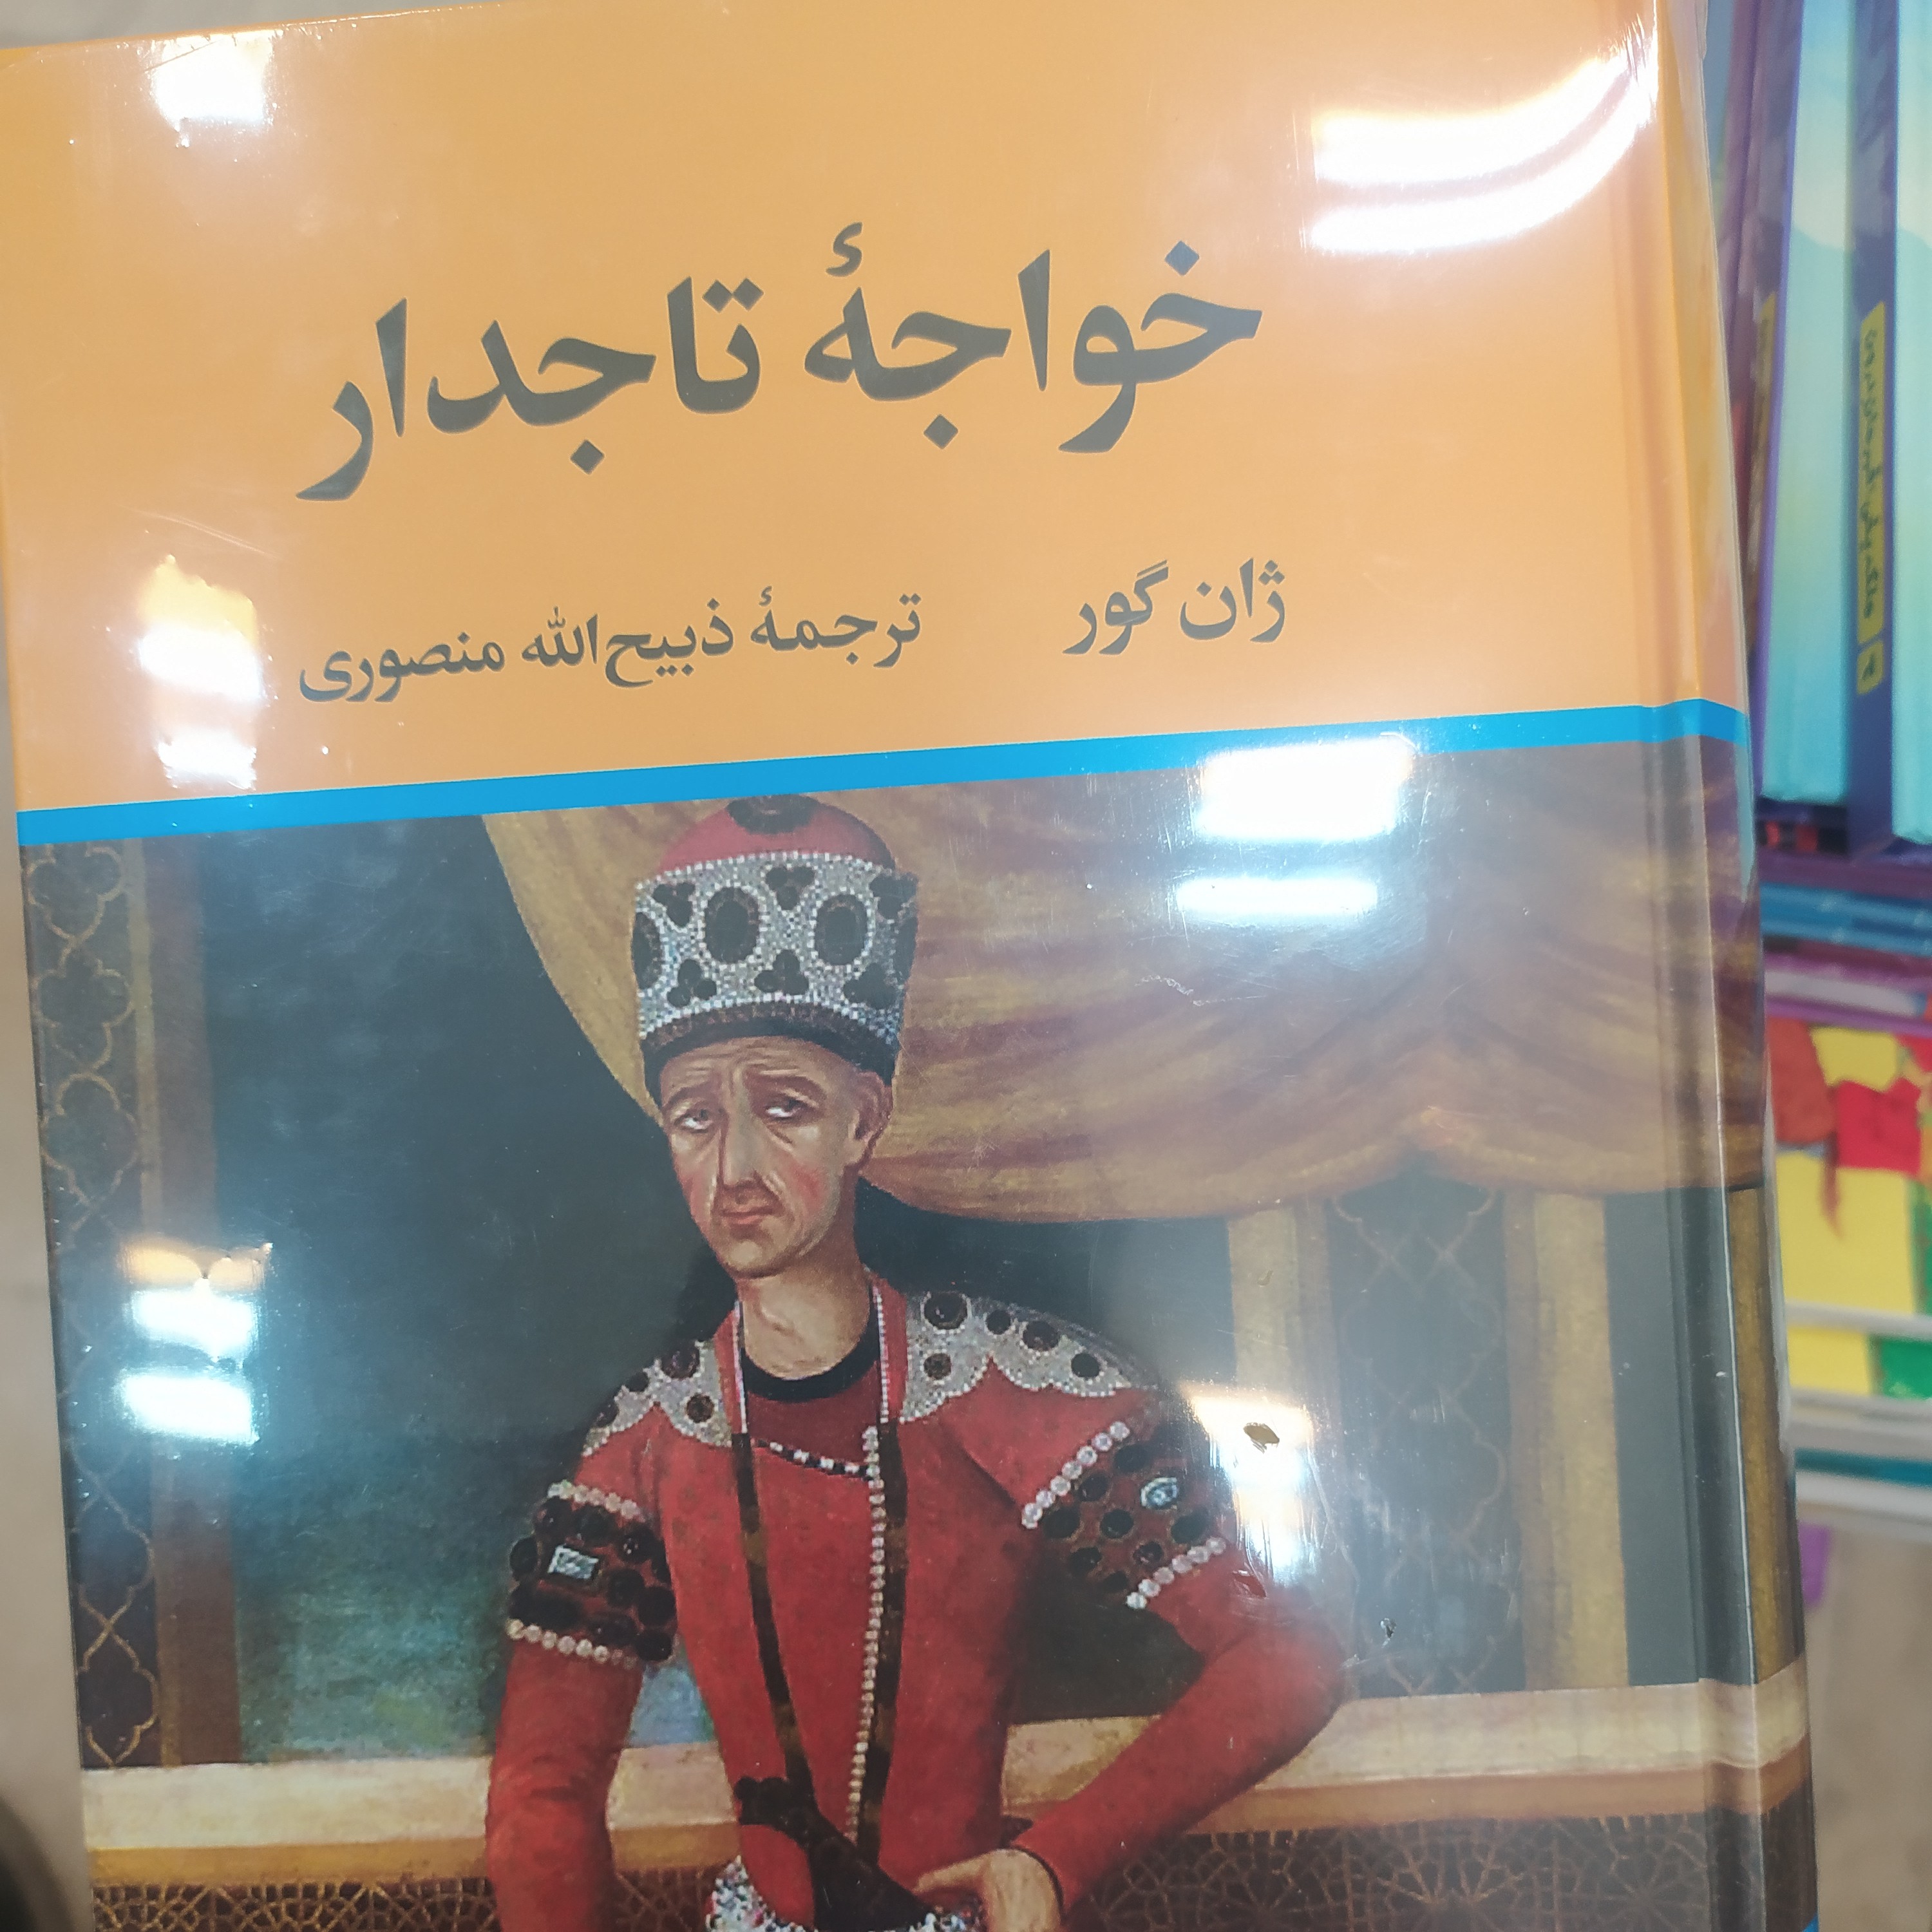 خواجهٔ تاجدار
ژان گور
ترجمهٔ ذبیح‌الله منصوری